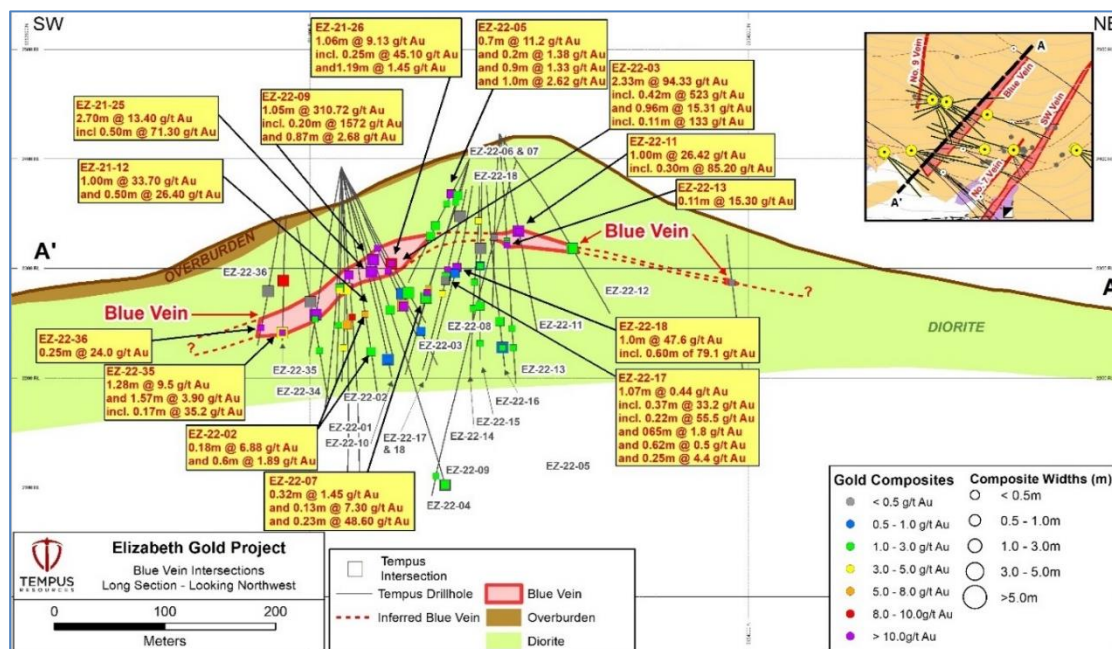 SW
NE
EZ-21-26
1.06m @ 9.13 g/t Au
incl. 0.25m @ 45.10 g/t Au
and1.19m @ 1.45 g/t Au
EZ-22-05
0.7m @ 11.2 g/t Au
and 0.2m @ 1.38 g/t Au
and 0.9m @ 1.33 g/t Au
and 1.0m @ 2.62 g/t Au
EZ-22-03
2.33m @ 94.33 g/t Au
incl. 0.42m @ 523 g/t Au
and 0.96m @ 15.31 g/t Au
incl. 0.11m @ 133 g/t Au
EZ-22-09
1.05m @ 310.72 g/t Au
incl. 0.20m @ 1572 g/t Au
and 0.87m @ 2.68 g/t Au
EZ-21-25
2.70m @ 13.40 g/t Au
incl 0.50m @ 71.30 g/t Au
EZ-21-12
1.00m @ 33.70 g/t Au
and 0.50m @ 26.40 g/t Au
EZ-22-11
1.00m @ 26.42 g/t Au
incl. 0.30m @ 85.20 g/t Au
EZ-22-13
0.11m @ 15.30 g/t Au
EZ-22-06 & 07
EZ-22-18
No. 9 Vein
A
Blue Vein
SW Vein
No. 7 Vein
A'
A'
OVERBURDEN
Blue Vein
A
EZ-22-36
Blue Vein
?
?
EZ-22-12
EZ-22-11
EZ-22-08
EZ-22-03
EZ-22-13
DIORITE
EZ-22-36
0.25m @ 24.0 g/t Au
EZ-22-35
1.28m @ 9.5 g/t Au
and 1.57m @ 3.90 g/t Au
incl. 0.17m @ 35.2 g/t Au
EZ-22-18
1.0m @ 47.6 g/t Au
incl. 0.60m of 79.1 g/t Au
EZ-22-17
1.07m @ 0.44 g/t Au
incl. 0.37m @ 33.2 g/t Au
incl. 0.22m @ 55.5 g/t Au
and 065m @ 1.8 g/t Au
and 0.62m @ 0.5 g/t Au
and 0.25m @ 4.4 g/t Au
EZ-22-35
EZ-22-34
EZ-22-02
EZ-22-01
EZ-22-10
EZ-22-17
& 18
EZ-22-16
EZ-22-15
EZ-22-14
EZ-22-09
EZ-22-04
EZ-22-05
EZ-22-02
0.18m @ 6.88 g/t Au
and 0.6m @ 1.89 g/t Au
EZ-22-07
0.32m @ 1.45 g/t Au
and 0.13m @ 7.30 g/t Au
and 0.23m @ 48.60 g/t Au
TEMPUS
RESOURCES
Elizabeth Gold Project
Blue Vein Intersections
Long Section - Looking Northwest
0 100 200
Meters
Tempus
Intersection
Tempus Drillhole
Inferred Blue Vein
Blue Vein
Overburden
Diorite
Gold Composites
< 0.5 g/t Au
0.5 - 1.0 g/t Au
1.0 - 3.0 g/t Au
3.0 - 5.0 g/t Au
5.0 - 8.0 g/t Au
8.0 - 10.0g/t Au
> 10.0g/t Au
Composite Widths (m)
< 0.5m
0.5 - 1.0m
1.0 - 3.0m
3.0 - 5.0m
>5.0m